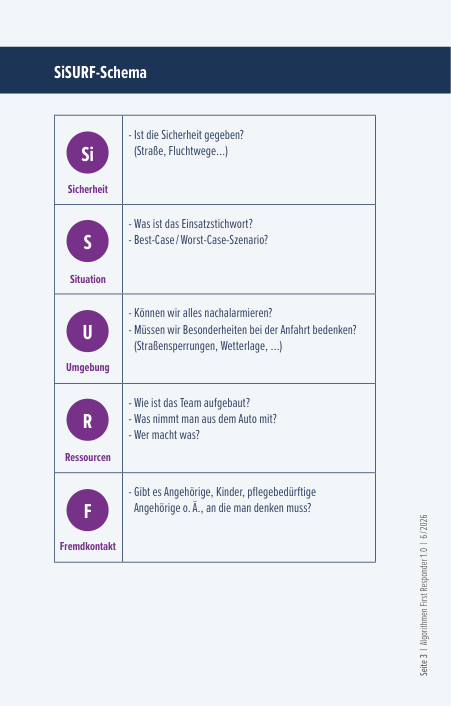 SiSURF-Schema
Si
Sicherheit
- Ist die Sicherheit gegeben?
(Straße, Fluchtwege...)
S
Situation
- Was ist das Einsatzstichwort?
- Best-Case/Worst-Case-Szenario?
U
Umgebung
- Können wir alles nachalarmieren?
- Müssen wir Besonderheiten bei der Anfahrt bedenken?
(Straßensperrungen, Wetterlage, ...)
R
Ressourcen
- Wie ist das Team aufgebaut?
- Was nimmt man aus dem Auto mit?
- Wer macht was?
F
Fremdkontakt
- Gibt es Angehörige, Kinder, pflegebedürftige
Angehörige o. Ä., an die man denken muss?
Seite 3 | Algorithmen First Responder 1.0 | 6/2026